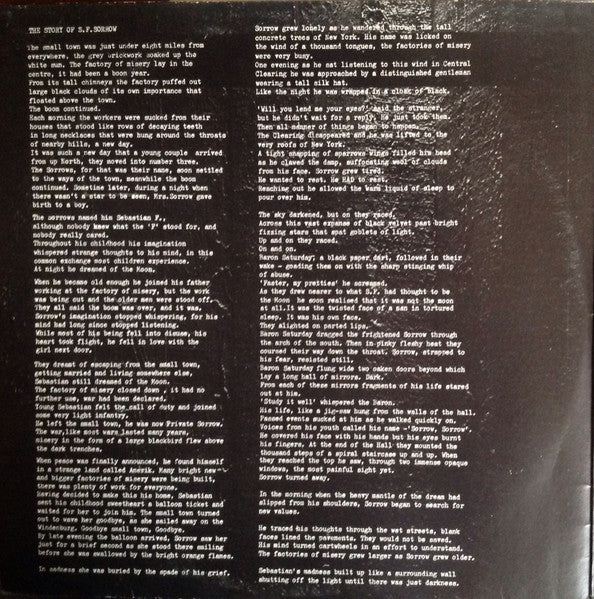 THE STORY OF S.F.SORROW
The small town was just under eight miles from
everywhere, the grey brickwork soaked up the
white sun. The factory of misery lay in the
centre, it had been a boom year.
From its tall chimneys the factory puffed out
large black clouds of its own importance that
floated above the town.
The boom continued.
Each morning the workers were sucked from their
houses that stood like rows of decaying teeth
in long necklaces that were hung around the throats
of nearby hills, a new day.
It was such a new day that a young couple arrived
from up North, they moved into number three.
The Sorrows, for that was their name, soon settled
to the ways of the town, meanwhile the boom
continued. Sometime later, during a night when
there wasn't a star to be seen, Mrs.Sorrow gave
birth to a boy.
The sorrows named him Sebastian F.,
although nobody knew what the 'F' stood for, and
nobody really cared.
Throughout his childhood his imagination
whispered strange thoughts to his mind, in this
common exchange most children experience.
At night he dreamed of the Moon.
When he became old enough he joined his father
working at the factory of misery, but the work
was being cut and the older men were stood off.
They all said the boom was over, and it was.
Sorrow's imagination stopped whispering, for his
mind had long since stopped listening.
While most of his being fell into disuse, his
heart took flight, he fell in love with the
girl next door.
They dreamt of escaping from the small town,
getting married and living somewhere else,
Sebastian still dreamed of the Moon.
The factory of misery closed down , it had no
further use, war had been declared.
Young Sebastian felt the call of duty and joined
some very light infantry.
He left the small town, he was now Private Sorrow.
The war,like most wars lasted many years,
misery in the form of a large blackbird flew above
the dark trenches.
When peace was finally announced, he found himself
in a strange land called Amerik. Many bright new
and bigger factories of misery were being built,
there was plenty of work for everyone.
Having decided to make this his home, Sebastian
sent his childhood sweetheart a balloon ticket and
waited for her to join him. The small town turned
out to wave her goodbye, as she sailed away on the
Windenburg. Goodbye small town, Goodbye.
By late evening the balloon arrived, Sorrow saw her
just for a brief second as she stood there smiling
before she was swallowed by the bright orange flames.
In sadness she was buried by the spade of his grief.
Sorrow grew lonely as he wandered through the tall
concrete trees of New York. His name was licked on
the wind of a thousand tongues, the factories of misery
were very busy.
One evening as he sat listening to this wind in Central
Clearing he was approached by a distinguished gentleman
wearing a tall silk hat.
Like the night he was wrapped in a cloak of black.
'Will you lend me your eyes?' said the stranger,
but he didn't wait for a reply, he just took them.
Then all manner of things began to happen.
The Clearing disappeared and he was lifted to the
very roofs of New York.
A tight snapping of sparrows wings filled his head
as he clawed the damp, suffocating wool of clouds
from his face. Sorrow grew tired.
He wanted to rest. He HAD to rest.
Reaching out he allowed the warm liquid of sleep to
pour over him.
The sky darkened, but on they raced.
Across this vast expanse of black velvet past bright
fizzing stars that spat goblets of light.
Up and on they raced.
On and on.
Baron Saturday, a black paper dart, followed in their
wake - goading them on with the sharp stinging whip
of abuse.
'Faster, my pretties' he screamed.
As they drew nearer to what S.F. had thought to be
the Moon he soon realised that it was not the moon
at all.It was the twisted face of a man in tortured
sleep. It was his own face.
They alighted on parted lips.
Baron Saturday dragged the frightened Sorrow through
the arch of the mouth. Then in pinky fleshy heat they
coursed their way down the throat. Sorrow, strapped to
his fear, resisted still.
Baron Saturday flung wide two oaken doors beyond which
lay a long hall of mirrors. Dark.
From each of these mirrors fragments of his life stared
out at him.
'Study it well' whispered the Baron.
His life, like a jig-saw hung from the walls of the hall.
Passed events sucked at him as he walked quickly on.
Voices from his youth called his name -'Sorrow, Sorrow'.
He covered his face with his hands but his eyes burnt
his fingers. At the end of the Hall they mounted the
thousand steps of a spiral staircase up and up. When
they reached the top he saw, through two immense opaque
windows, the most painful sight yet.
Sorrow turned away.
In the morning when the heavy mantle of the dream had
slipped from his shoulders, Sorrow began to search for
new values.
He traced his thoughts through the wet streets, blank
faces lined the pavements. They would not be saved.
His mind turned cartwheels in an effort to understand.
The factories of misery grew larger as Sorrow grew older.
Sebastian's madness built up like a surrounding wall
shutting off the light until there was just darkness.